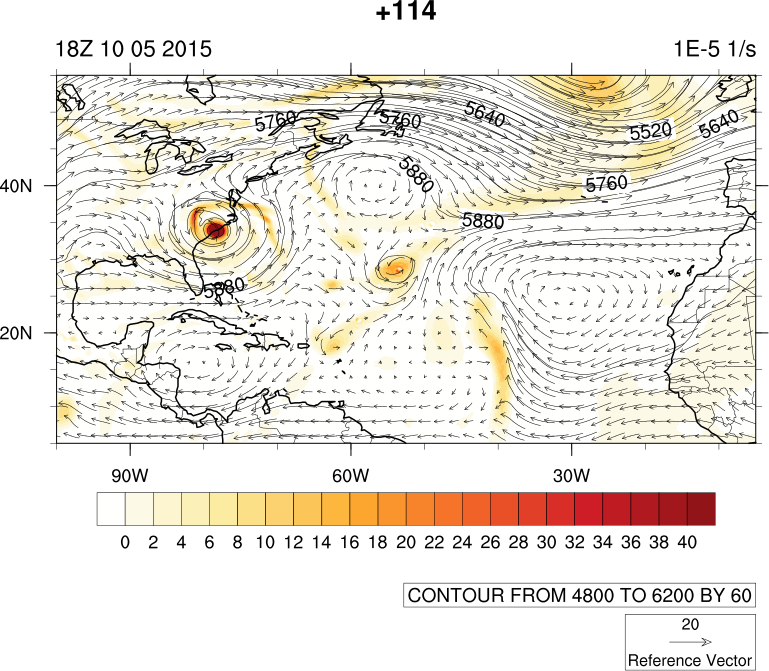 +114
18Z 10 05 2015 1E-5 1/s
5760 5760 5640 5520 5640
5880 5760
5880
5880
40N
20N
90W 60W 30W
0 2 4 6 8 10 12 14 16 18 20 22 24 26 28 30 32 34 36 38 40
CONTOUR FROM 4800 TO 6200 BY 60
20
Reference Vector